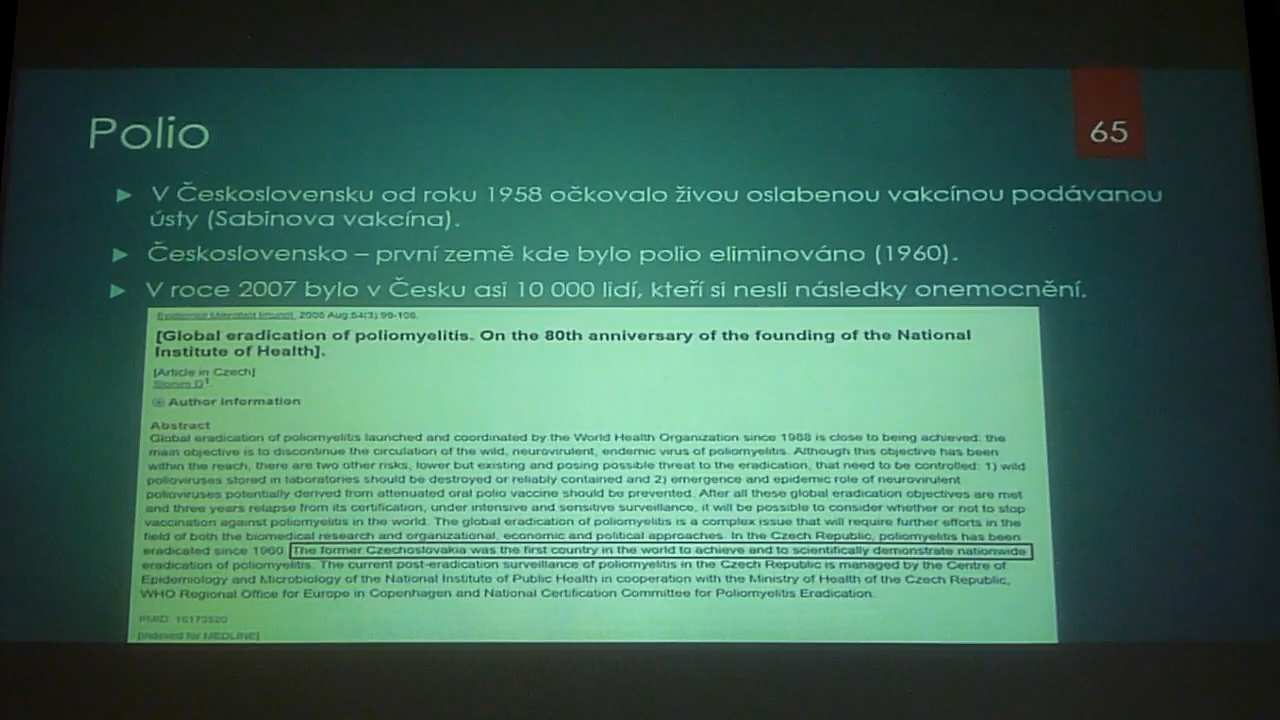 Polio
65
► V Československu od roku 1958 očkovalo živou oslabenou vakcínou podávanou
ústy (Sabinova vakcína).
► Československo – první země kde bylo polio eliminováno (1960).
► V roce 2007 bylo v Česku asi 10 000 lidí, kteří si nesli následky onemocnění.
Aug;54(3):99-108.
[Global eradication of poliomyelitis. On the 80th anniversary of the founding of the National
Institute of Health].
[Article in Czech]
Slonim D1.
Author information
Abstract
Global eradication of poliomyelitis launched and coordinated by the World Health Organization since 1988 is close to being achieved: the
main objective is to discontinue the circulation of the wild, neurovirulent, endemic virus of poliomyelitis. Although this objective has been
within the reach, there are two other risks, lower but existing and posing possible threat to the eradication, that need to be controlled: 1) wild
polioviruses stored in laboratories should be destroyed or reliably contained and 2) emergence and epidemic role of neurovirulent
polioviruses potentially derived from attenuated oral polio vaccine should be prevented. After all these global eradication objectives are met
and three years relapse from its certification, under intensive and sensitive surveillance, it will be possible to consider whether or not to stop
vaccination against poliomyelitis in the world. The global eradication of poliomyelitis is a complex issue that will require further efforts in the
field of both the biomedical research and organizational, economic and political approaches. In the Czech Republic, poliomyelitis has been
eradicated since 1960. The former Czechoslovakia was the first country in the world to achieve and to scientifically demonstrate nationwide
eradication of poliomyelitis. The current post-eradication surveillance of poliomyelitis in the Czech Republic is managed by the Centre of
Epidemiology and Microbiology of the National Institute of Public Health in cooperation with the Ministry of Health of the Czech Republic,
WHO Regional Office for Europe in Copenhagen and National Certification Committee for Poliomyelitis Eradication.
PMID: 16173520
[Indexed for MEDLINE]